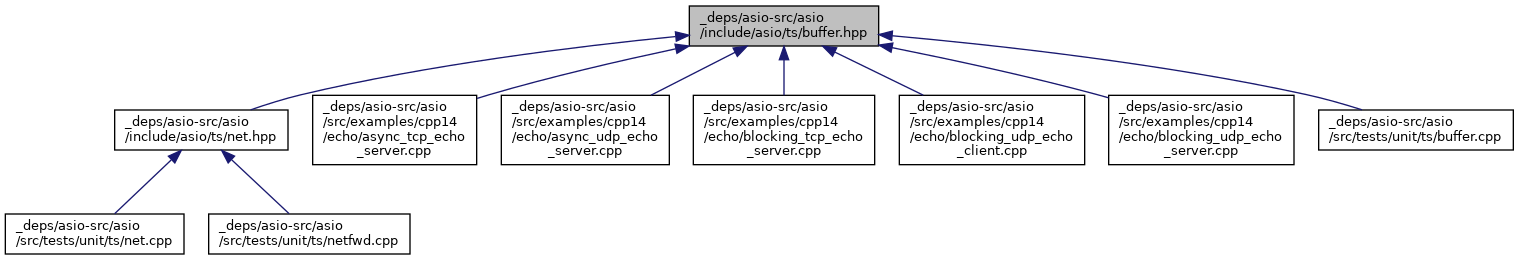 _deps/asio-src/asio
/include/asio/ts/buffer.hpp
_deps/asio-src/asio
/include/asio/ts/net.hpp
_deps/asio-src/asio
/src/examples/cpp14
/echo/async_tcp_echo
_server.cpp
_deps/asio-src/asio
/src/examples/cpp14
/echo/async_udp_echo
_server.cpp
_deps/asio-src/asio
/src/examples/cpp14
/echo/blocking_tcp_echo
_server.cpp
_deps/asio-src/asio
/src/examples/cpp14
/echo/blocking_udp_echo
_client.cpp
_deps/asio-src/asio
/src/examples/cpp14
/echo/blocking_udp_echo
_server.cpp
_deps/asio-src/asio
/src/tests/unit/ts/buffer.cpp
_deps/asio-src/asio
/src/tests/unit/ts/net.cpp
_deps/asio-src/asio
/src/tests/unit/ts/netfwd.cpp